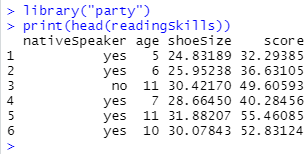 > library("party")
> print(head(readingSkills))
  nativeSpeaker age shoeSize    score
1           yes   5 24.83189 32.29385
2           yes   6 25.95238 36.63105
3            no  11 30.42170 49.60593
4           yes   7 28.66450 40.28456
5           yes  11 31.88207 55.46085
6           yes  10 30.07843 52.83124
>